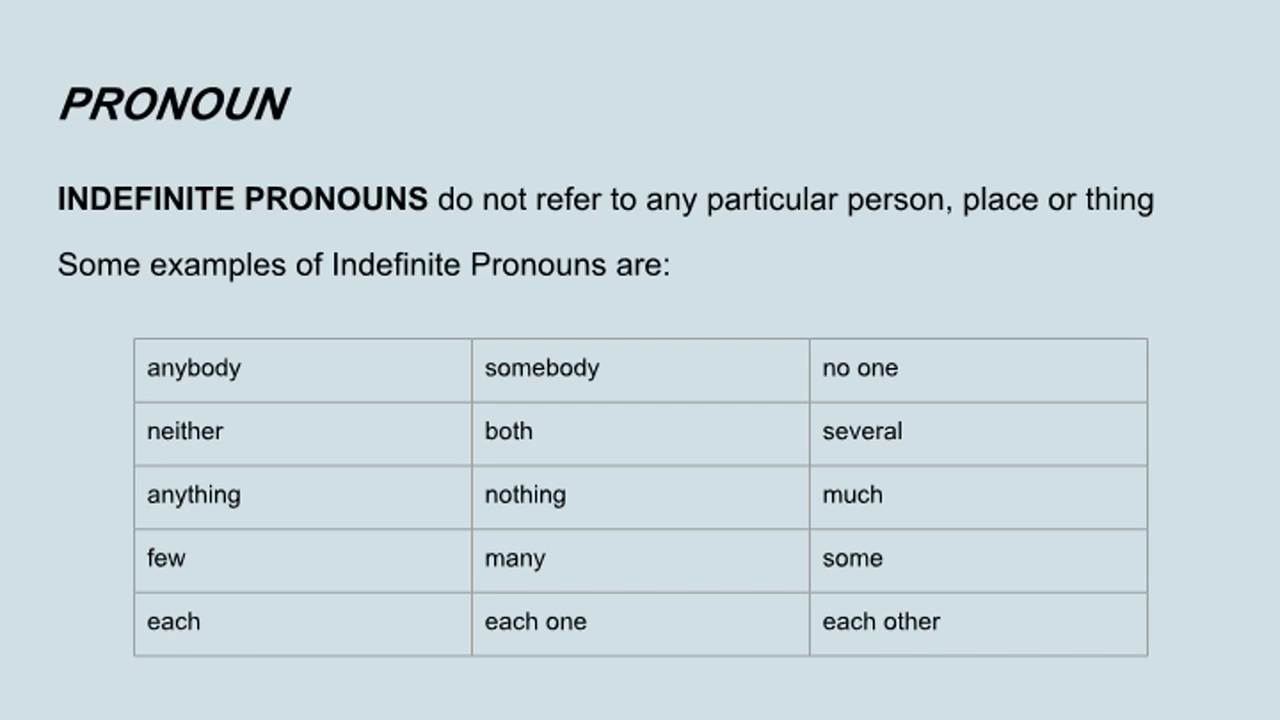 PRONOUN
INDEFINITE PRONOUNS do not refer to any particular person, place or thing
Some examples of Indefinite Pronouns are:
anybody somebody no one
neither both several
anything nothing much
few many some
each each one each other